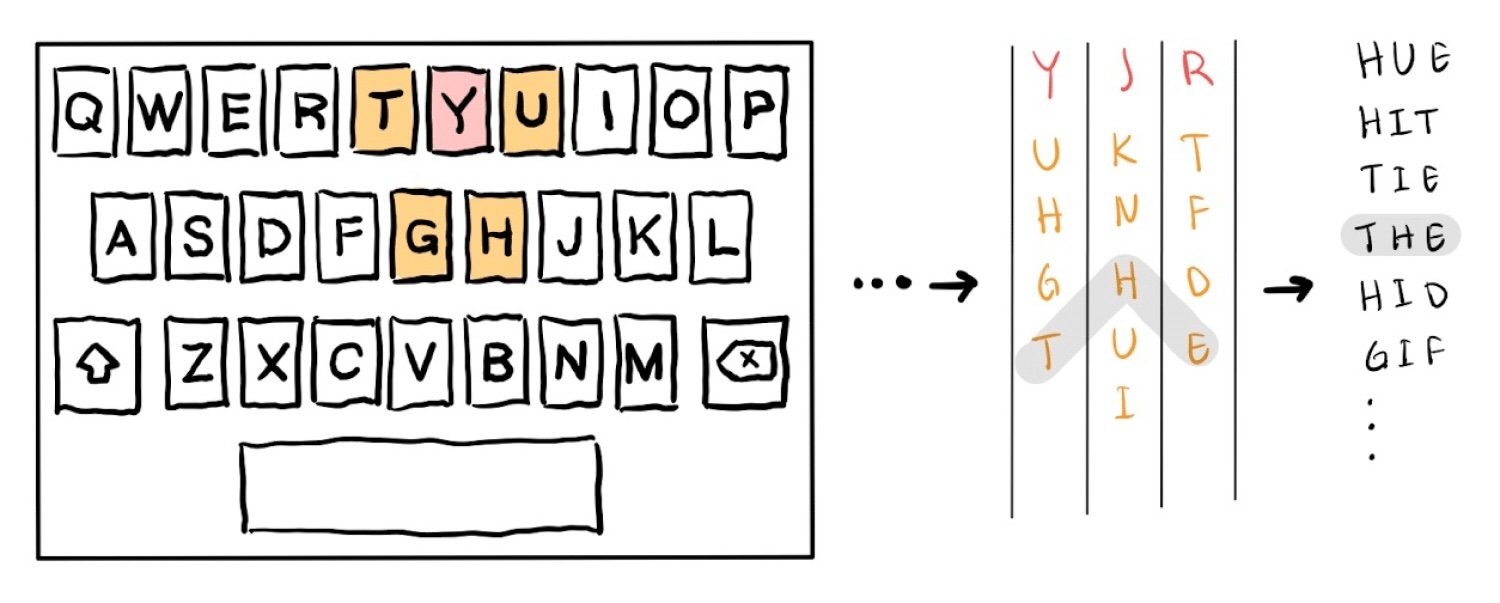 Q W E R T Y U I O P
A S D F G H J K L
Z X C V B N M X
Y J R
U K T
H N F
G H D
T U E
I
HUE
HIT
TIE
THE
HID
GIF